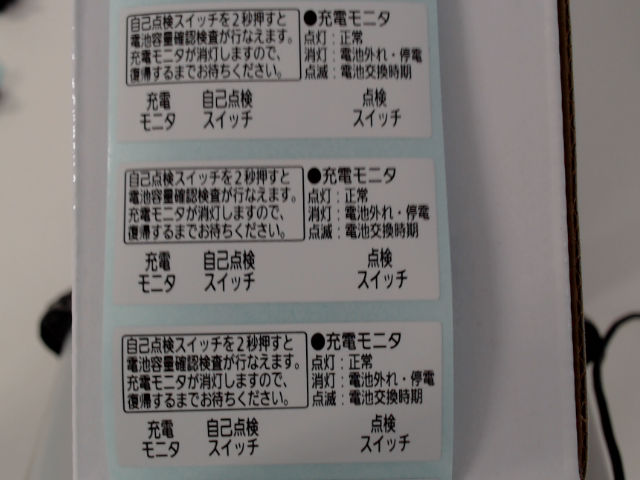 自己点検スイッチを2秒押すと
電池容量確認検査が行なえます。
充電モニタが消灯しますので、
復帰するまでお待ちください。
●充電モニタ
点灯：正常
消灯：電池外れ・停電
点滅：電池交換時期
充電
モニタ
自己点検
スイッチ
点検
スイッチ
自己点検スイッチを2秒押すと
電池容量確認検査が行なえます。
充電モニタが消灯しますので、
復帰するまでお待ちください。
●充電モニタ
点灯：正常
消灯：電池外れ・停電
点滅：電池交換時期
充電
モニタ
自己点検
スイッチ
点検
スイッチ
自己点検スイッチを2秒押すと
電池容量確認検査が行なえます。
充電モニタが消灯しますので、
復帰するまでお待ちください。
●充電モニタ
点灯：正常
消灯：電池外れ・停電
点滅：電池交換時期
充電
モニタ
自己点検
スイッチ
点検
スイッチ